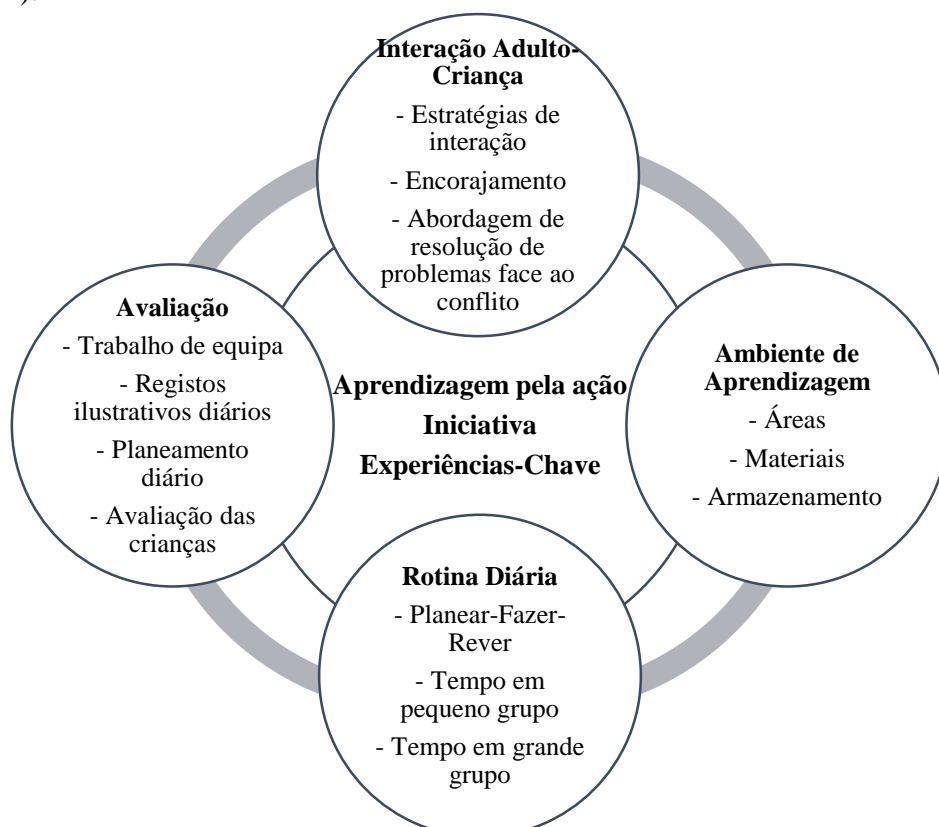 ).
Interação Adulto-
Criança
- Estratégias de
interação
- Encorajamento
- Abordagem de
resolução de
problemas face ao
conflito
Avaliação
- Trabalho de equipa
- Registos
ilustrativos diários
- Planeamento
diário
- Avaliação das
crianças
Aprendizagem pela ação
Iniciativa
Experiências-Chave
Ambiente de
Aprendizagem
- Áreas
- Materiais
- Armazenamento
Rotina Diária
- Planear-Fazer-
Rever
- Tempo em
pequeno grupo
- Tempo em grande
grupo